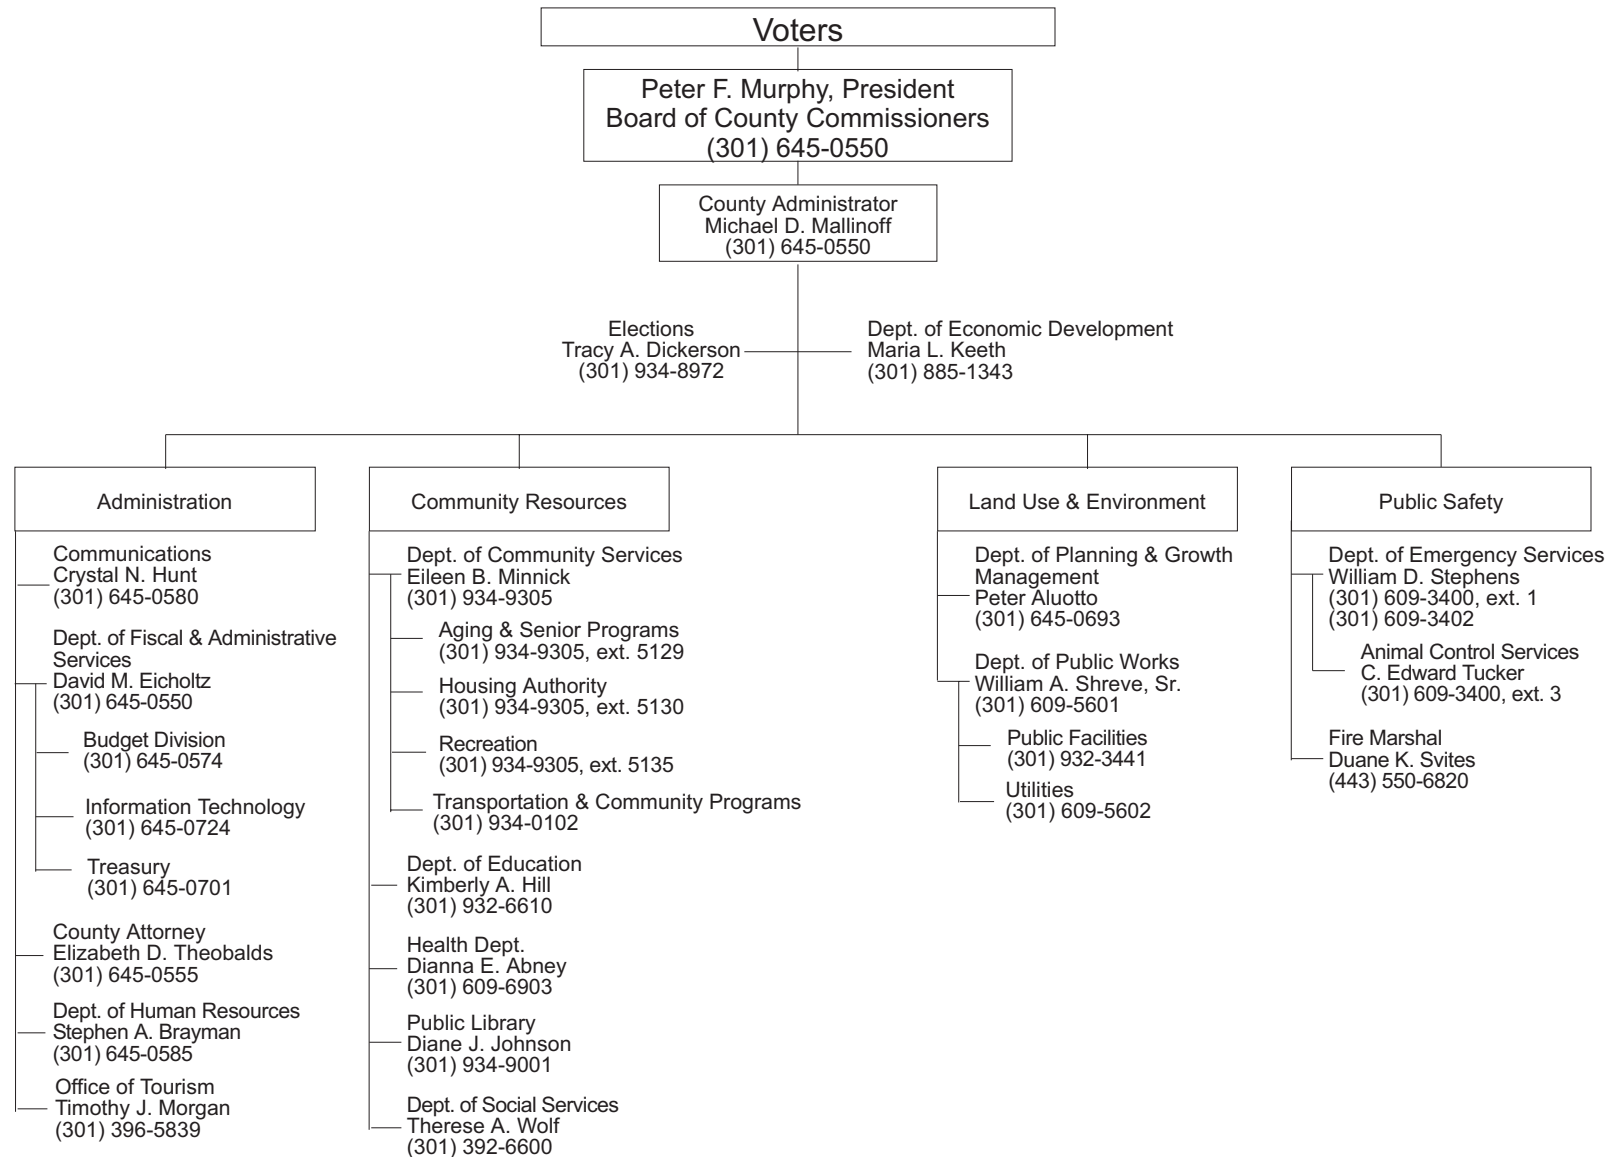 Voters
Peter F. Murphy, President
Board of County Commissioners
(301) 645-0550
County Administrator
Michael D. Mallinoff
(301) 645-0550
Elections
Tracy A. Dickerson
(301) 934-8972
Dept. of Economic Development
Maria L. Keeth
(301) 885-1343
Administration
Communications
Crystal N. Hunt
(301) 645-0580
Dept. of Fiscal & Administrative
Services
David M. Eicholtz
(301) 645-0550
Budget Division
(301) 645-0574
Information Technology
(301) 645-0724
Treasury
(301) 645-0701
County Attorney
Elizabeth D. Theobalds
(301) 645-0555
Dept. of Human Resources
Stephen A. Brayman
(301) 645-0585
Office of Tourism
Timothy J. Morgan
(301) 396-5839
Community Resources
Dept. of Community Services
Eileen B. Minnick
(301) 934-9305
Aging & Senior Programs
(301) 934-9305, ext. 5129
Housing Authority
(301) 934-9305, ext. 5130
Recreation
(301) 934-9305, ext. 5135
Transportation & Community Programs
(301) 934-0102
Dept. of Education
Kimberly A. Hill
(301) 932-6610
Health Dept.
Dianna E. Abney
(301) 609-6903
Public Library
Diane J. Johnson
(301) 934-9001
Dept. of Social Services
Therese A. Wolf
(301) 392-6600
Land Use & Environment
Dept. of Planning & Growth
Management
Peter Aluotto
(301) 645-0693
Dept. of Public Works
William A. Shreve, Sr.
(301) 609-5601
Public Facilities
(301) 932-3441
Utilities
(301) 609-5602
Public Safety
Dept. of Emergency Services
William D. Stephens
(301) 609-3400, ext. 1
(301) 609-3402
Animal Control Services
C. Edward Tucker
(301) 609-3400, ext. 3
Fire Marshal
Duane K. Svites
(443) 550-6820